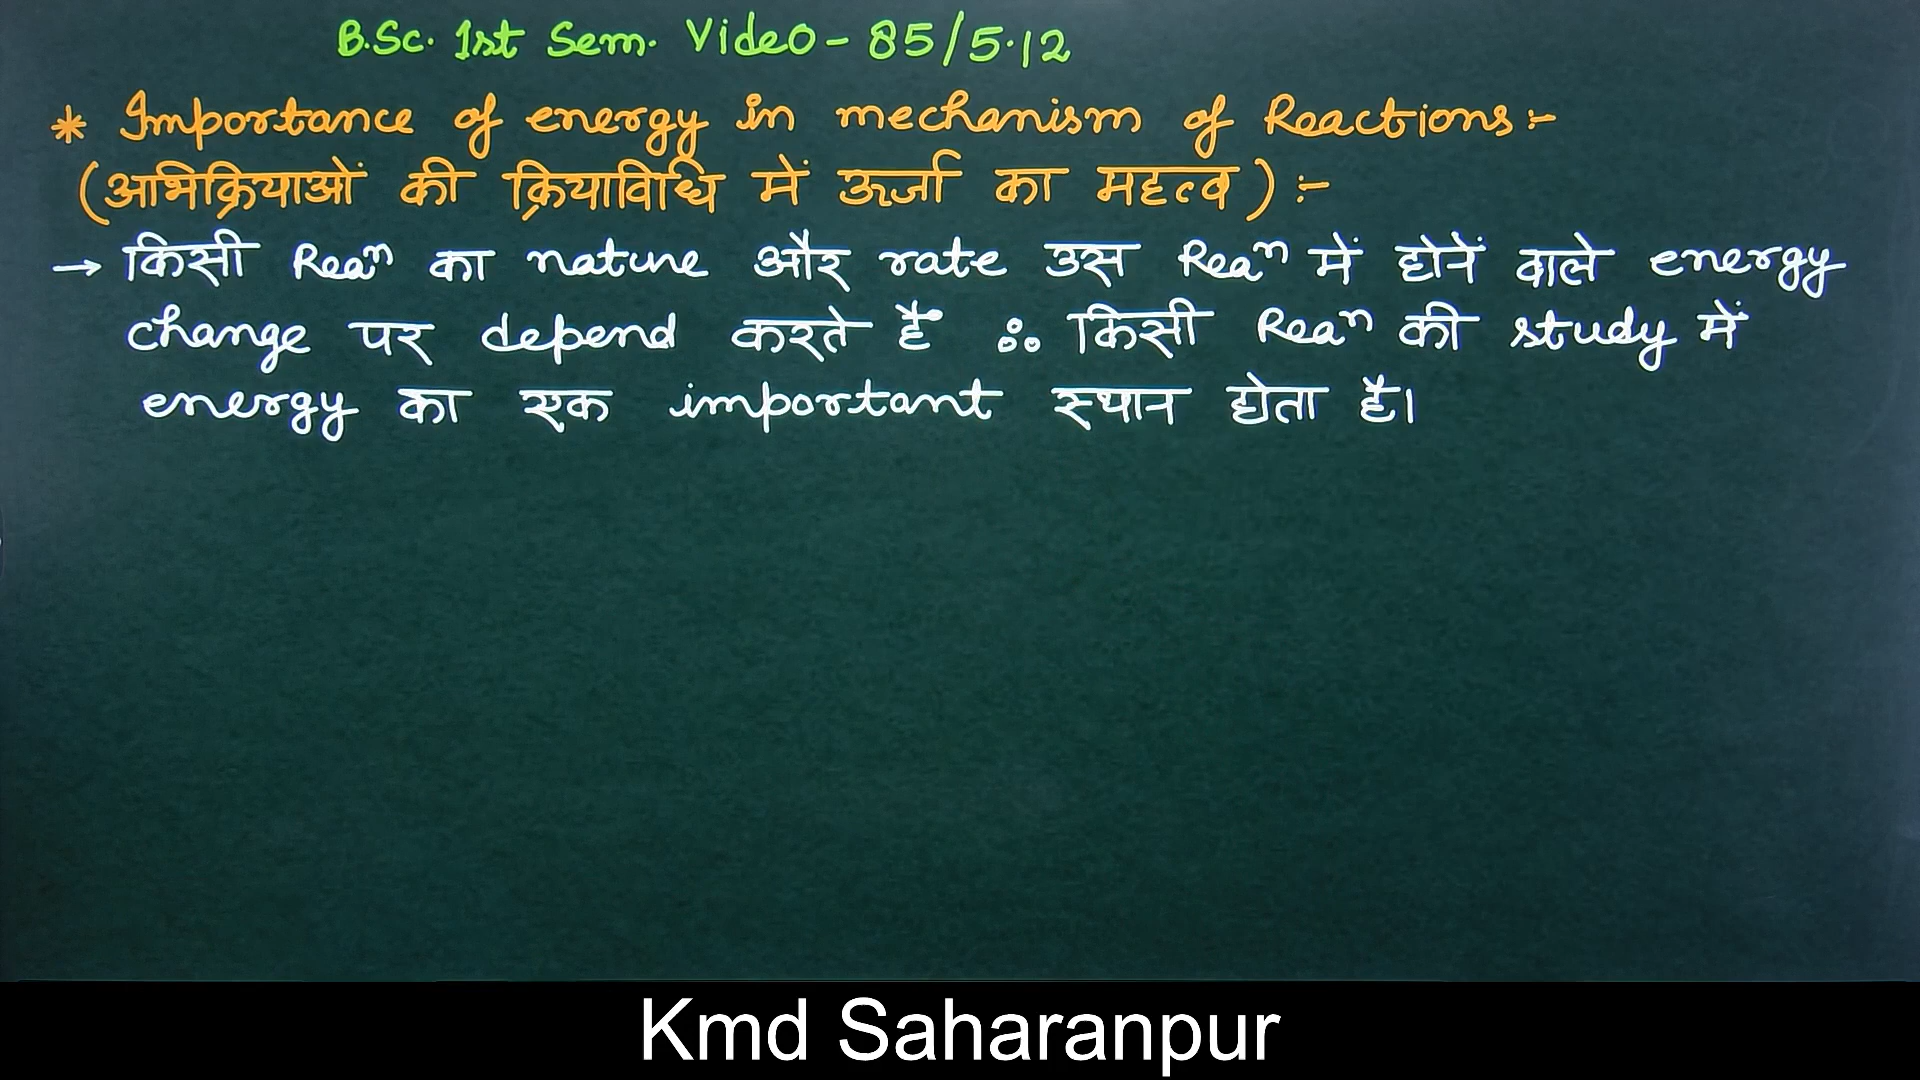 B.Sc. 1st Sem. Video - 85/5.12
* Importance of energy in mechanism of Reactions :-
(अभिक्रियाओं की क्रियाविधि में ऊर्जा का महत्व) :-
→ किसी Reaⁿ का nature और rate उस Reaⁿ में होनें वाले energy
change पर depend करते हैं ∴ किसी Reaⁿ की study में
energy का एक important स्थान होता है।
Kmd Saharanpur